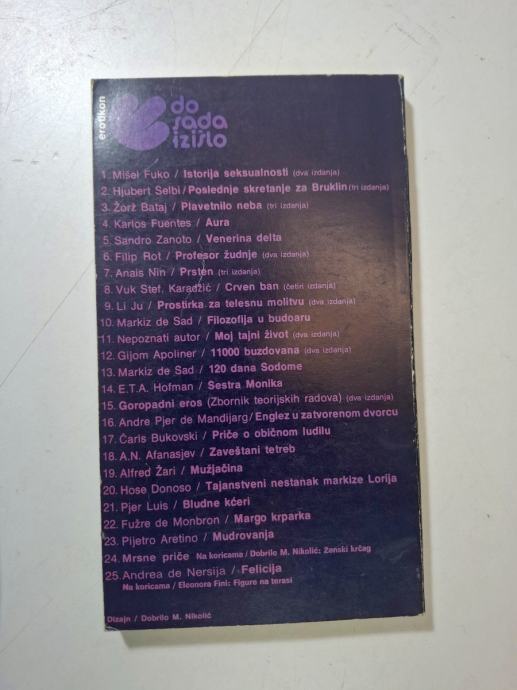 erotikon
do
sada
izišlo
1. Mišel Fuko / Istorija seksualnosti (dva izdanja)
2. Hjubert Selbi / Poslednje skretanje za Bruklin (tri izdanja)
3. Žorž Bataj / Plavetnilo neba (tri izdanja)
4. Karlos Fuentes / Aura
5. Sandro Zanoto / Venerina delta
6. Filip Rot / Profesor žudnje (dva izdanja)
7. Anais Nin / Prsten (tri izdanja)
8. Vuk Stef. Karadžić / Crven ban (četiri izdanja)
9. Li Ju / Prostirka za telesnu molitvu (dva izdanja)
10. Markiz de Sad / Filozofija u budoaru
11. Nepoznati autor / Moj tajni život (dva izdanja)
12. Gijom Apoliner / 11000 buzdovana (dva izdanja)
13. Markiz de Sad / 120 dana Sodome
14. E.T.A. Hofman / Sestra Monika
15. Goropadni eros (Zbornik teorijskih radova) (dva izdanja)
16. Andre Pjer de Mandijarg / Englez u zatvorenom dvorcu
17. Čarls Bukovski / Priče o običnom ludilu
18. A.N. Afanasjev / Zaveštani tetreb
19. Alfred Žari / Mužjačina
20. Hose Donoso / Tajanstveni nestanak markize Lorija
21. Pjer Luis / Bludne kćeri
22. Fužre de Monbron / Margo krparka
23. Pijetro Aretino / Mudrovanja
24. Mrsne priče Na koricama / Dobrilo M. Nikolić: Ženski krčag
25. Andrea de Nersija / Felicija
Na koricama / Eleonora Fini: Figure na terasi
Dizajn / Dobrilo M. Nikolić